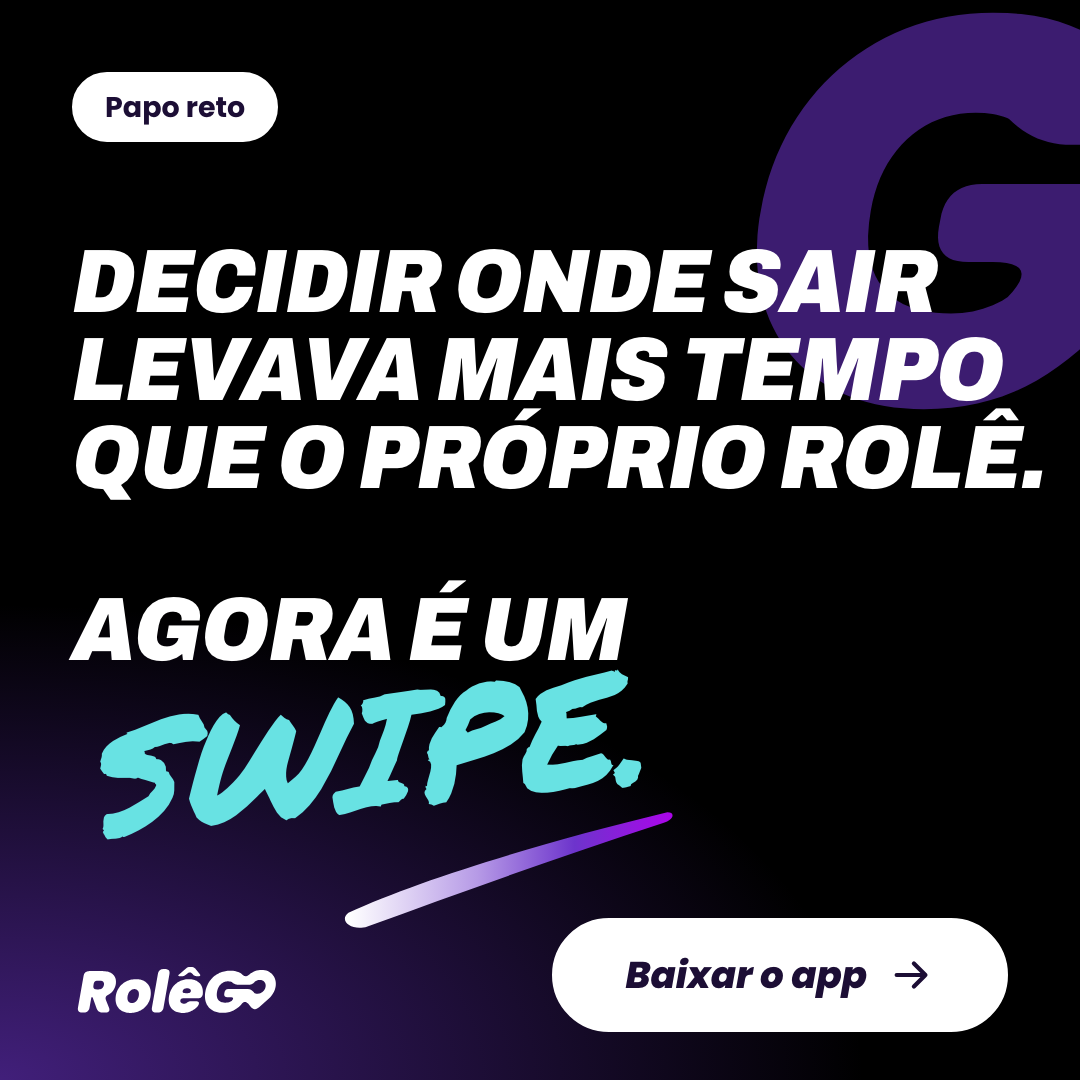 Papo reto
DECIDIR ONDE SAIR
LEVAVA MAIS TEMPO
QUE O PRÓPRIO ROLÊ.
AGORA É UM
SWIPE.
RolêGO
Baixar o app →